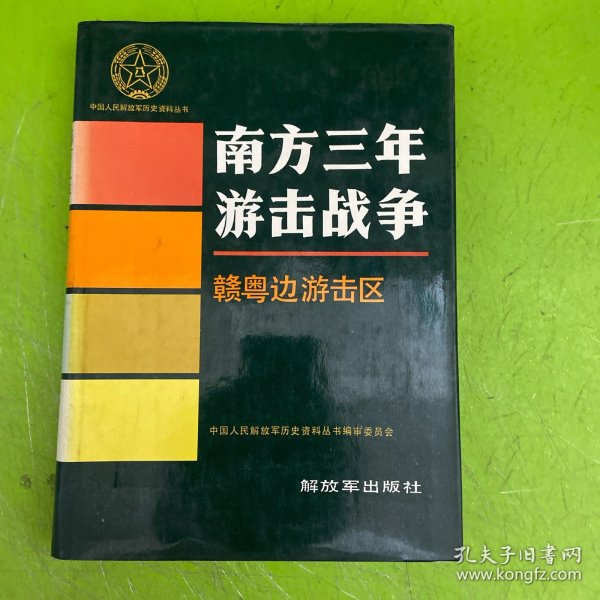 中国人民解放军历史资料丛书
南方三年
游击战争
赣粤边游击区
中国人民解放军历史资料丛书编审委员会
解放军出版社
孔夫子旧书网
www.kongfz.com